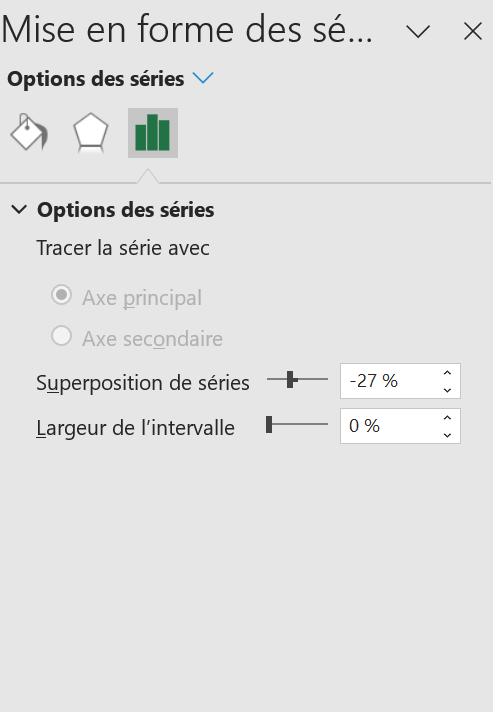 Mise en forme des sé...
Options des séries
Options des séries
Tracer la série avec
Axe principal
Axe secondaire
Superposition de séries -27 %
Largeur de l'intervalle 0 %